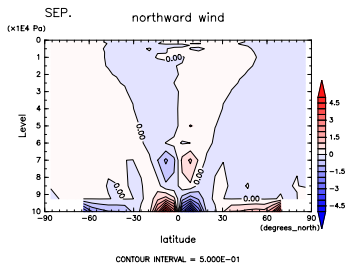 SEP.
northward wind
(×1E4 Pa)
0
1
2
3
4
5
6
7
8
9
10
Level
0.00
0.00
0.00
0.00
0.00
−90 −60 −30 0 30 60 90
(degrees_north)
latitude
4.5
3
1.5
0
−1.5
−3
−4.5
CONTOUR INTERVAL = 5.000E−01